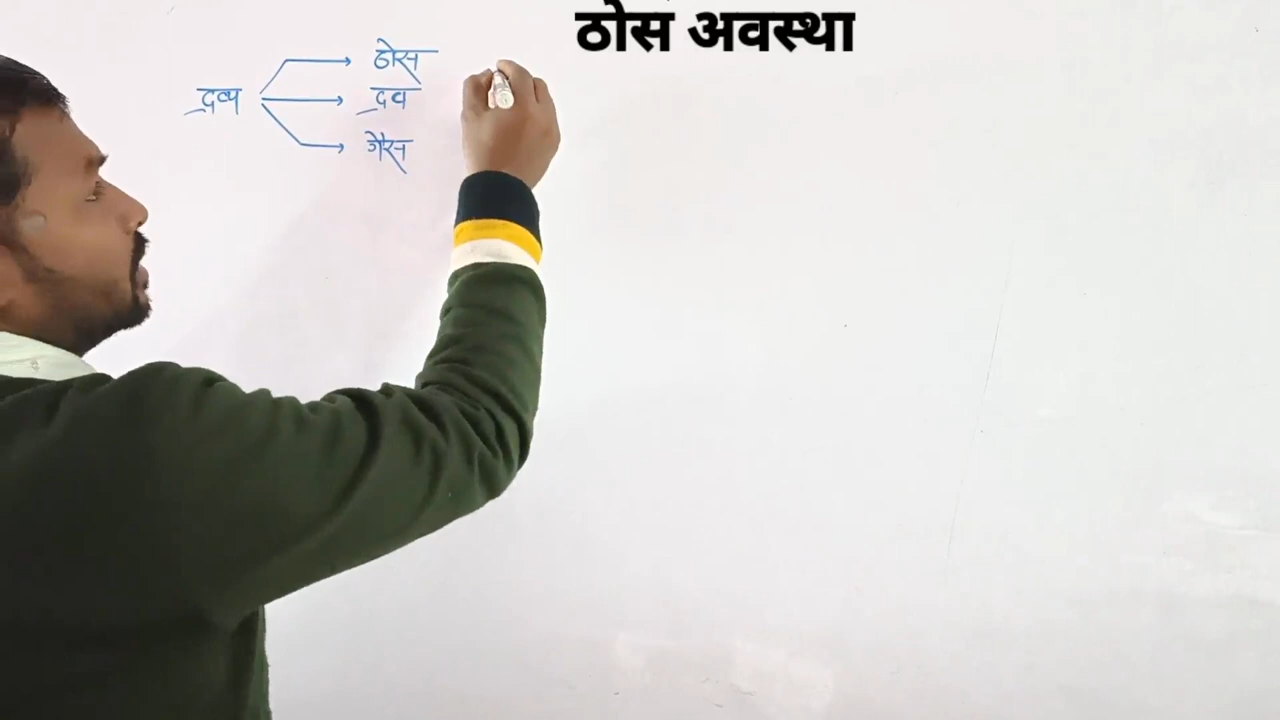 ठोस अवस्था
ठोस
द्रव्य
द्रव
गैस